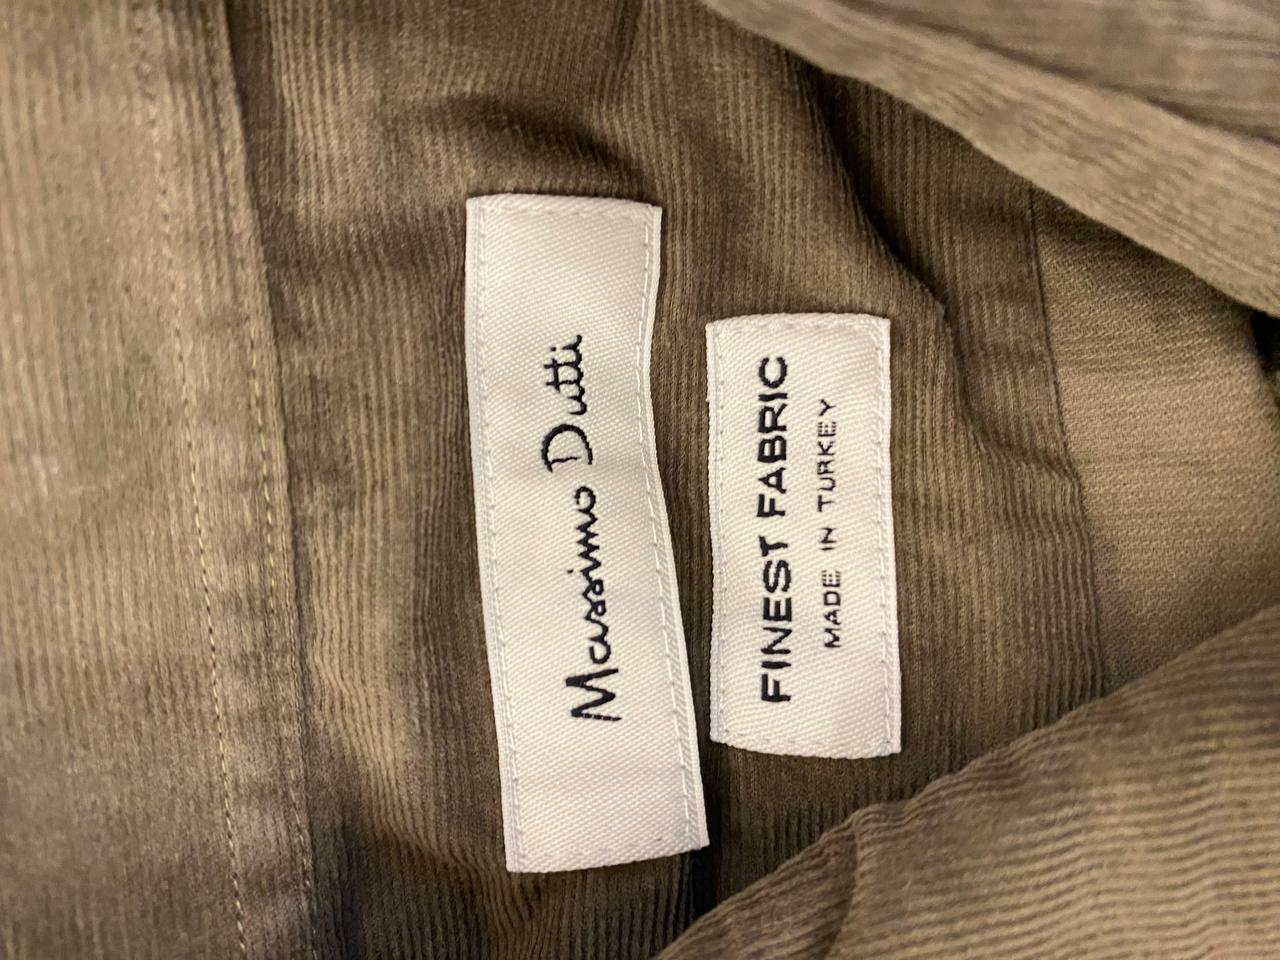 Massimo Dutti
FINEST FABRIC
MADE IN TURKEY